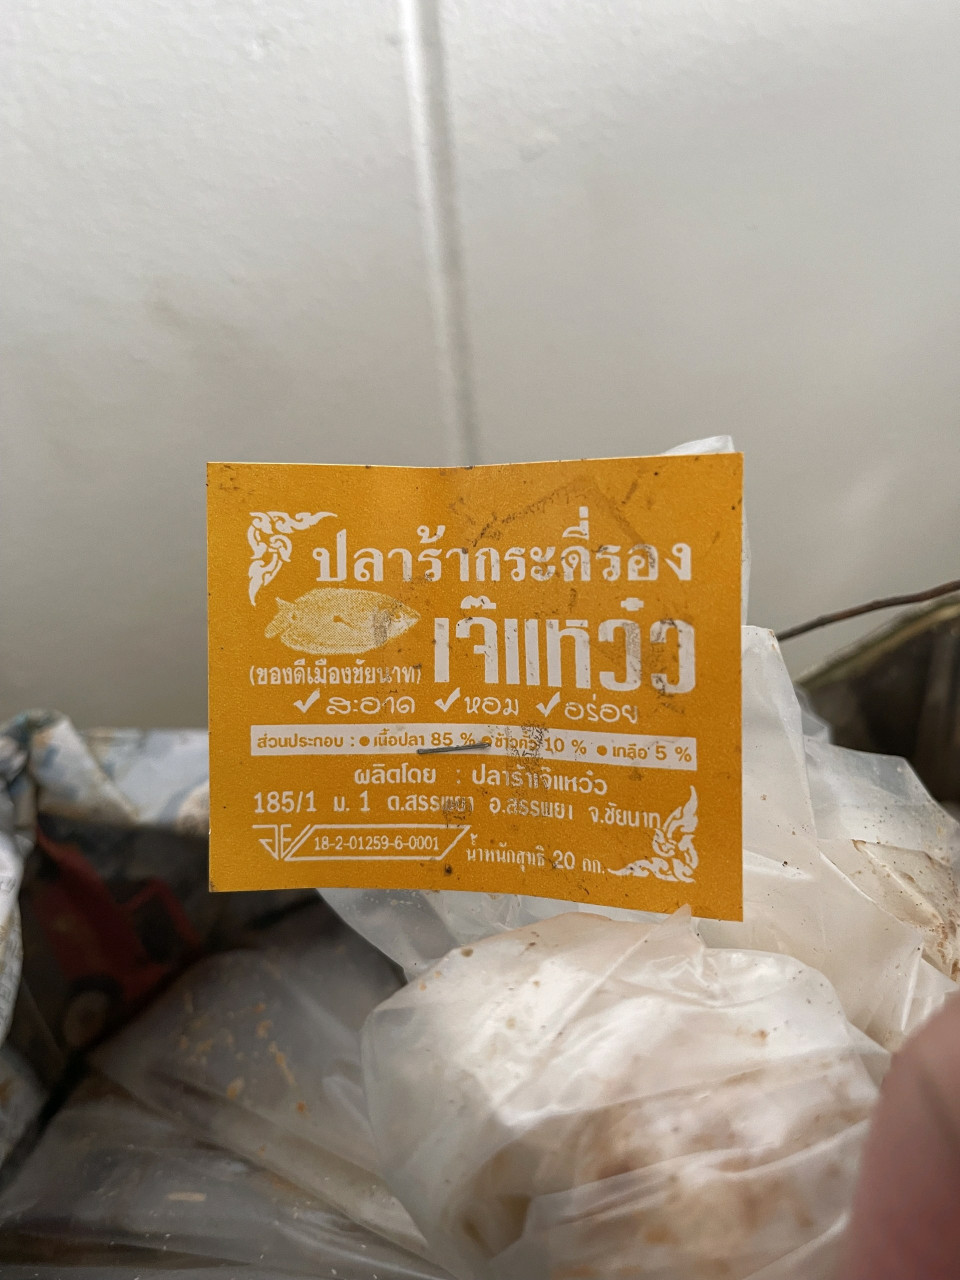 ปลาร้ากระดี่รอง
เจ๊แหว๋ว
(ของดีเมืองชัยนาท)
✓สะอาด ✓หอม ✓อร่อย
ส่วนประกอบ : ● เนื้อปลา 85 % ● ข้าวคั่ว 10 % ● เกลือ 5 %
ผลิตโดย : ปลาร้าเจ๊แหว๋ว
185/1 ม. 1 ต.สรรพยา อ.สรรพยา จ.ชัยนาท
18-2-01259-6-0001
น้ำหนักสุทธิ 20 กก.